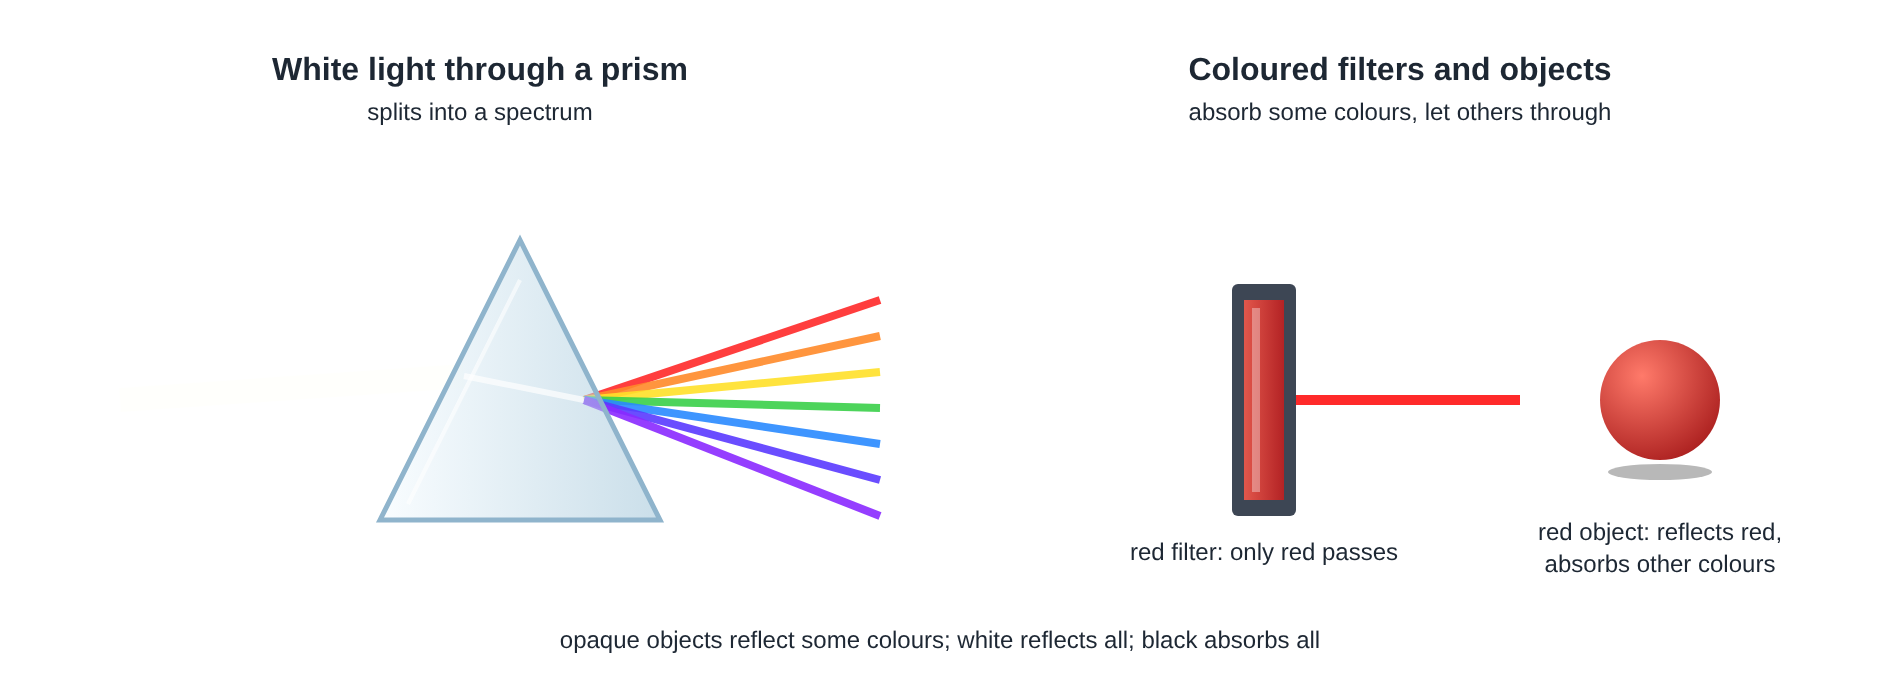 White light through a prism
splits into a spectrum
Coloured filters and objects
absorb some colours, let others through
red filter: only red passes
red object: reflects red,
absorbs other colours
opaque objects reflect some colours; white reflects all; black absorbs all